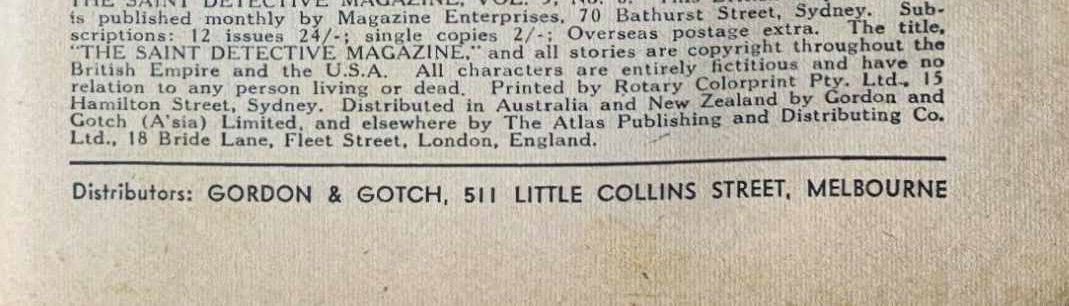 THE SAINT DETECTIVE MAGAZINE, VOL.
is published monthly by Magazine Enterprises, 70 Bathurst Street, Sydney. Sub-
scriptions: 12 issues 24/-; single copies 2/-; Overseas postage extra. The title,
"THE SAINT DETECTIVE MAGAZINE," and all stories are copyright throughout the
British Empire and the U.S.A. All characters are entirely fictitious and have no
relation to any person living or dead. Printed by Rotary Colorprint Pty. Ltd., 15
Hamilton Street, Sydney. Distributed in Australia and New Zealand by Gordon and
Gotch (A'sia) Limited, and elsewhere by The Atlas Publishing and Distributing Co.
Ltd., 18 Bride Lane, Fleet Street, London, England.
Distributors: GORDON & GOTCH, 511 LITTLE COLLINS STREET, MELBOURNE